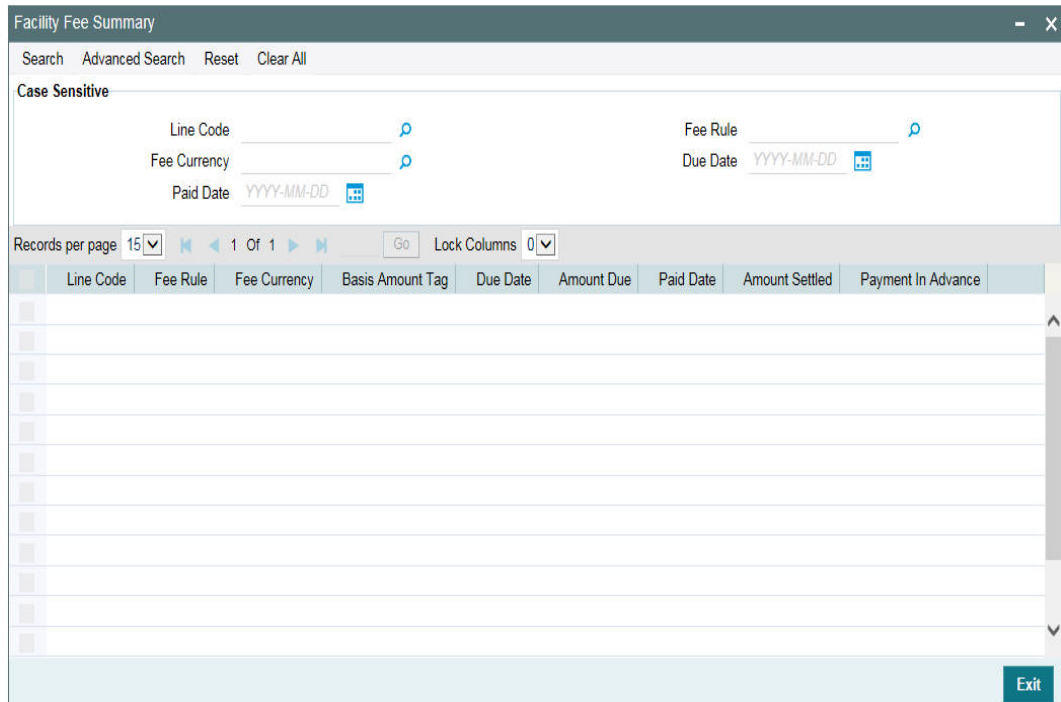 Facility Fee Summary
Search Advanced Search Reset Clear All
Case Sensitive
Line Code Fee Rule
Fee Currency Due Date YYYY-MM-DD
Paid Date YYYY-MM-DD
Records per page 15 1 Of 1 Go Lock Columns 0
Line Code Fee Rule Fee Currency Basis Amount Tag Due Date Amount Due Paid Date Amount Settled Payment In Advance
Exit